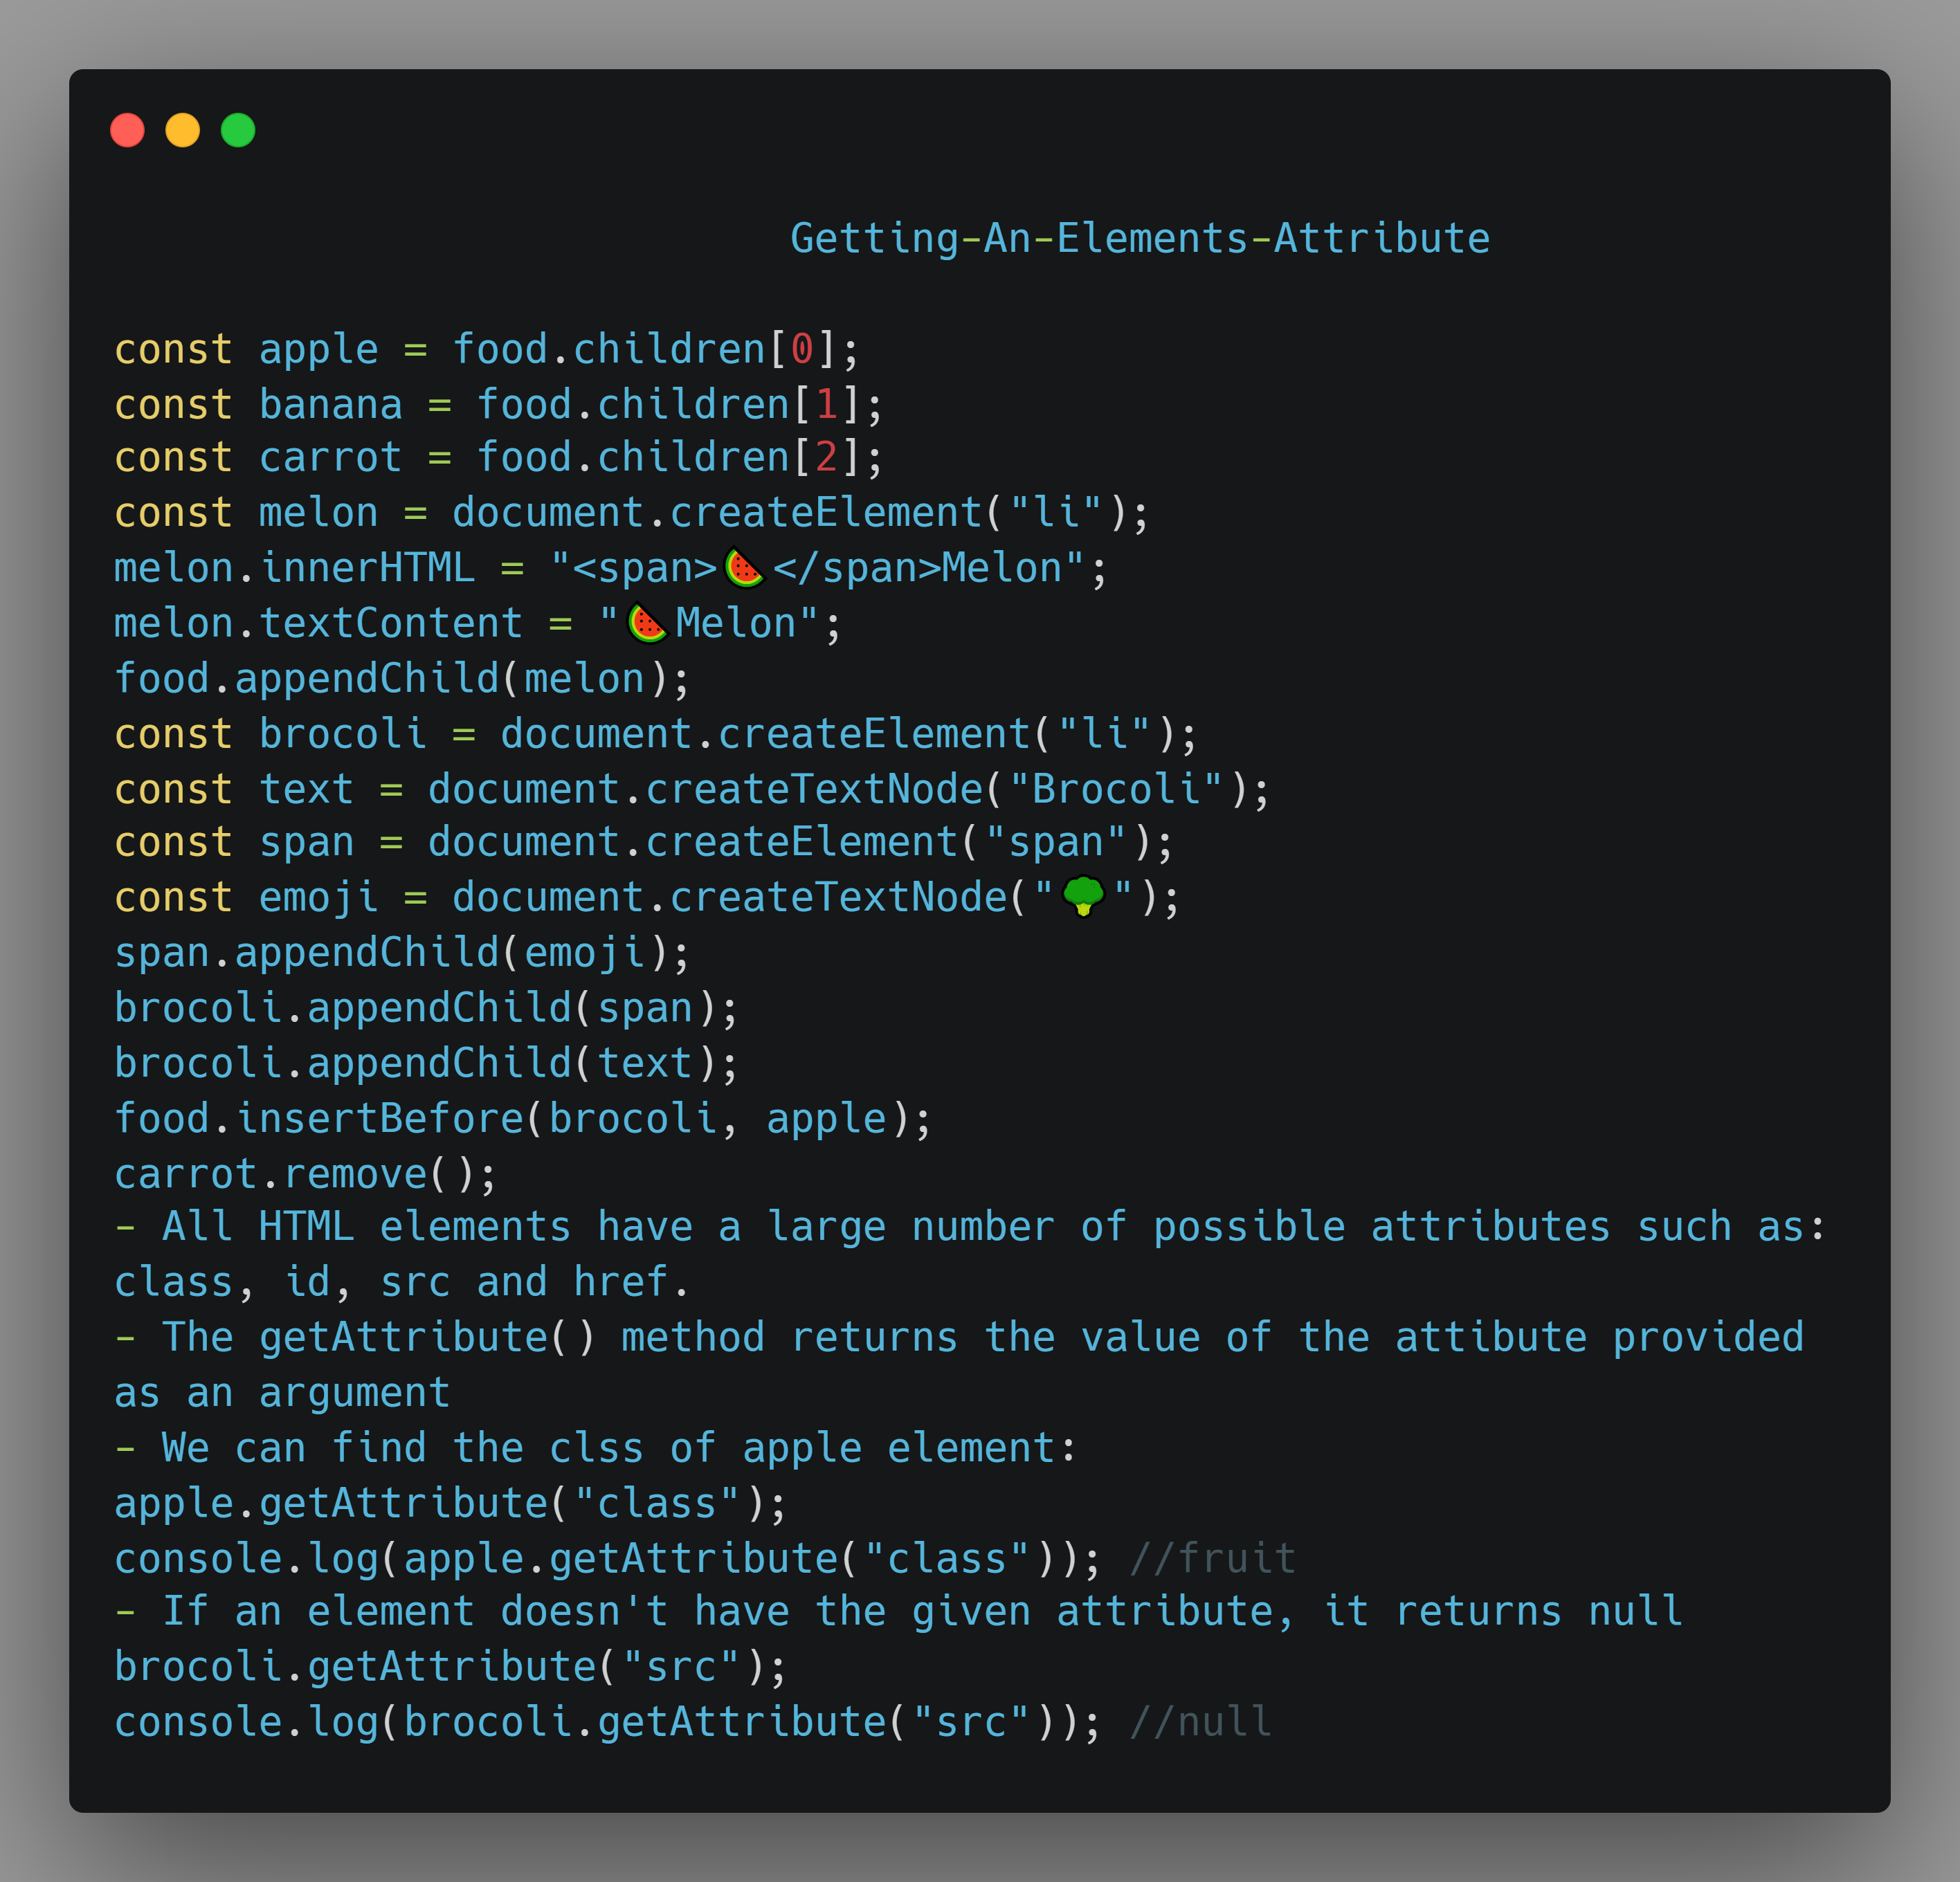 Getting-An-Elements-Attribute
const apple = food.children[0];
const banana = food.children[1];
const carrot = food.children[2];
const melon = document.createElement("li");
melon.innerHTML = "<span>🍉</span>Melon";
melon.textContent = "🍉Melon";
food.appendChild(melon);
const brocoli = document.createElement("li");
const text = document.createTextNode("Brocoli");
const span = document.createElement("span");
const emoji = document.createTextNode("🥦");
span.appendChild(emoji);
brocoli.appendChild(span);
brocoli.appendChild(text);
food.insertBefore(brocoli, apple);
carrot.remove();
- All HTML elements have a large number of possible attributes such as:
class, id, src and href.
- The getAttribute() method returns the value of the attibute provided
as an argument
- We can find the clss of apple element:
apple.getAttribute("class");
console.log(apple.getAttribute("class")); //fruit
- If an element doesn't have the given attribute, it returns null
brocoli.getAttribute("src");
console.log(brocoli.getAttribute("src")); //null